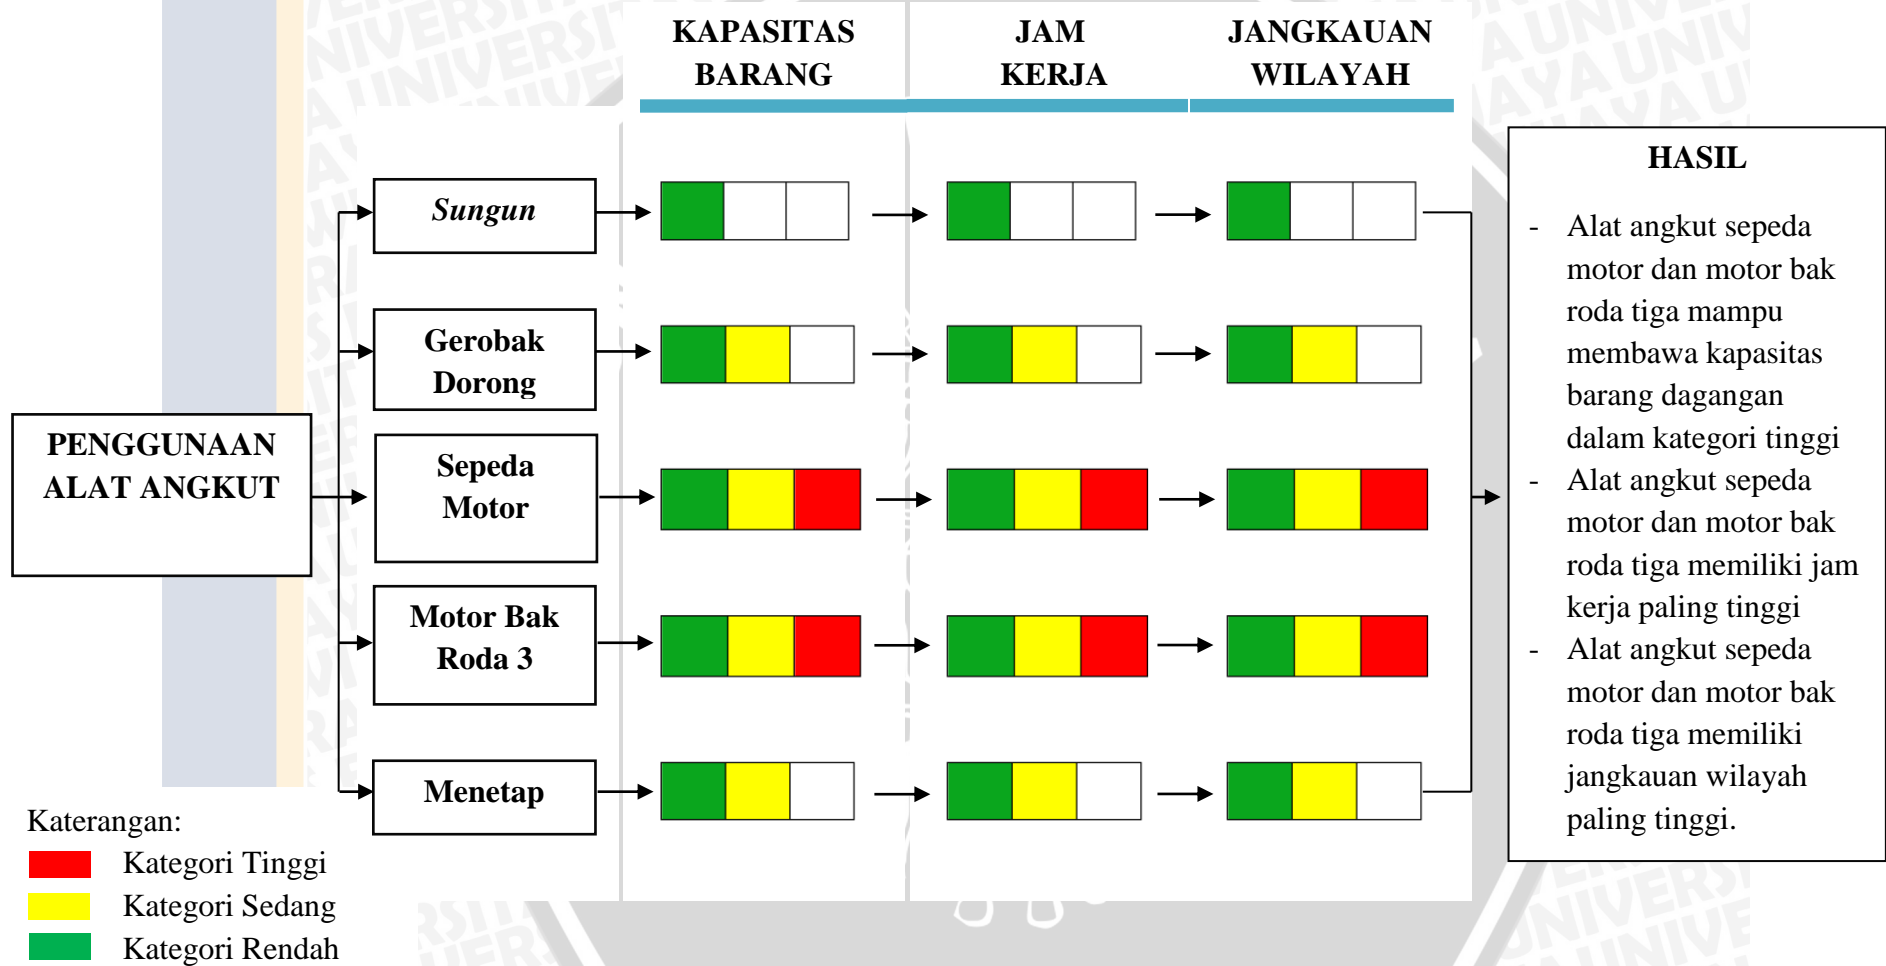 KAPASITAS
BARANG
JAM
KERJA
JANGKAUAN
WILAYAH
PENGGUNAAN
ALAT ANGKUT
Sungun
Gerobak
Dorong
Sepeda
Motor
Motor Bak
Roda 3
Menetap
HASIL
- Alat angkut sepeda
motor dan motor bak
roda tiga mampu
membawa kapasitas
barang dagangan
dalam kategori tinggi
- Alat angkut sepeda
motor dan motor bak
roda tiga memiliki jam
kerja paling tinggi
- Alat angkut sepeda
motor dan motor bak
roda tiga memiliki
jangkauan wilayah
paling tinggi.
Katerangan:
Kategori Tinggi
Kategori Sedang
Kategori Rendah